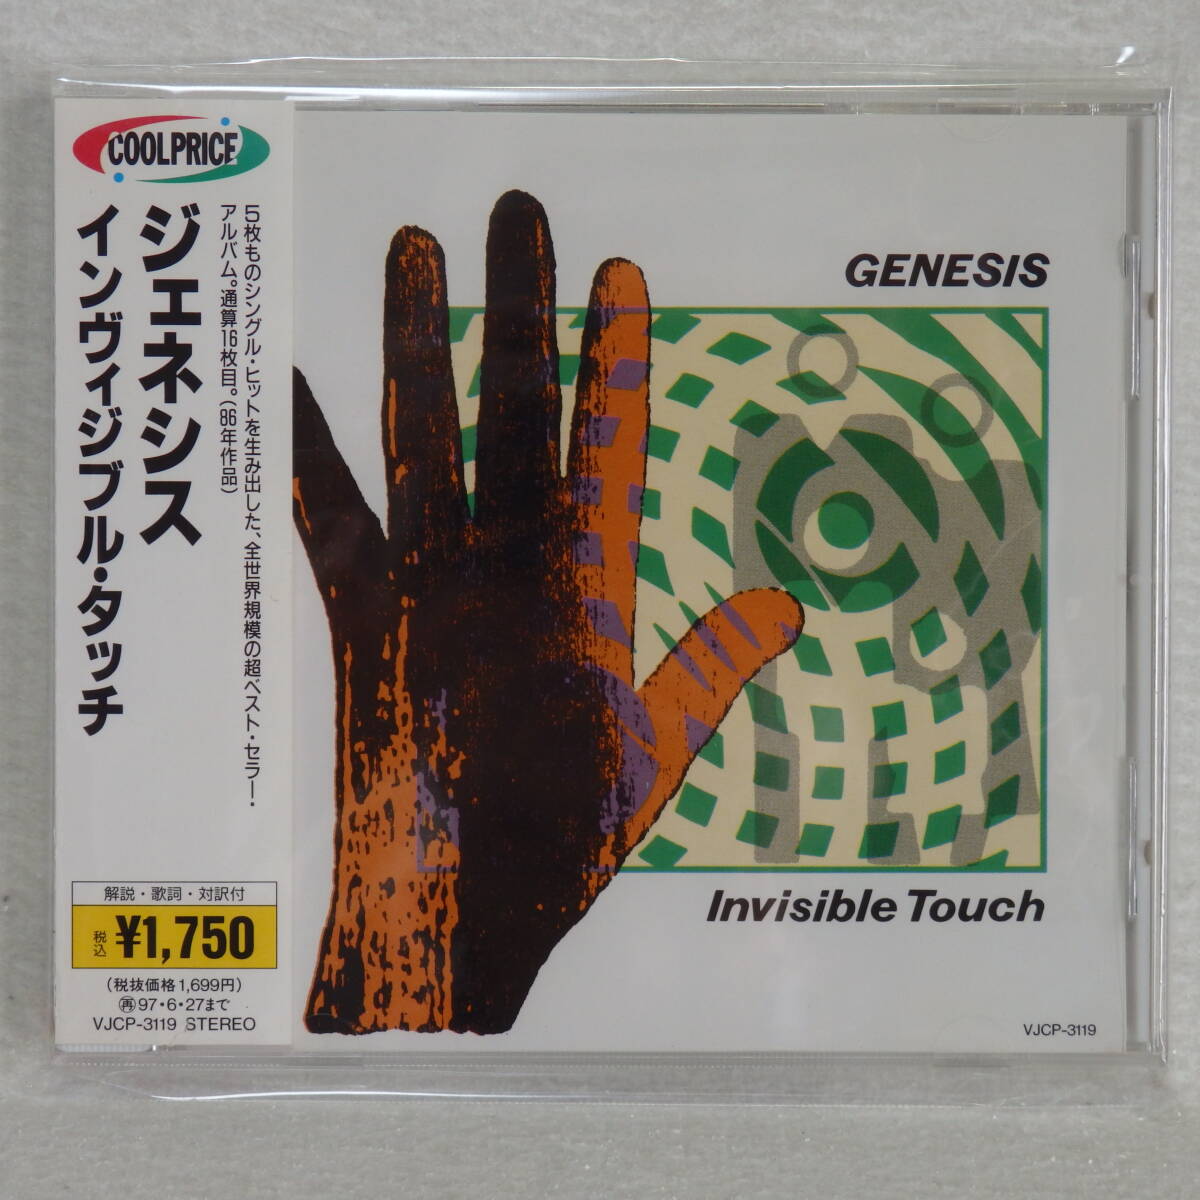 COOLPRICE
ジェネシス
インヴィジブル・タッチ
5枚ものシングル・ヒットを生み出した、全世界規模の超ベスト・セラー・
アルバム。通算16枚目。(86年作品)
解説・歌詞・対訳付
税込 ¥1,750
(税抜価格1,699円)
再97・6・27まで
VJCP-3119 STEREO
GENESIS
Invisible Touch
VJCP-3119